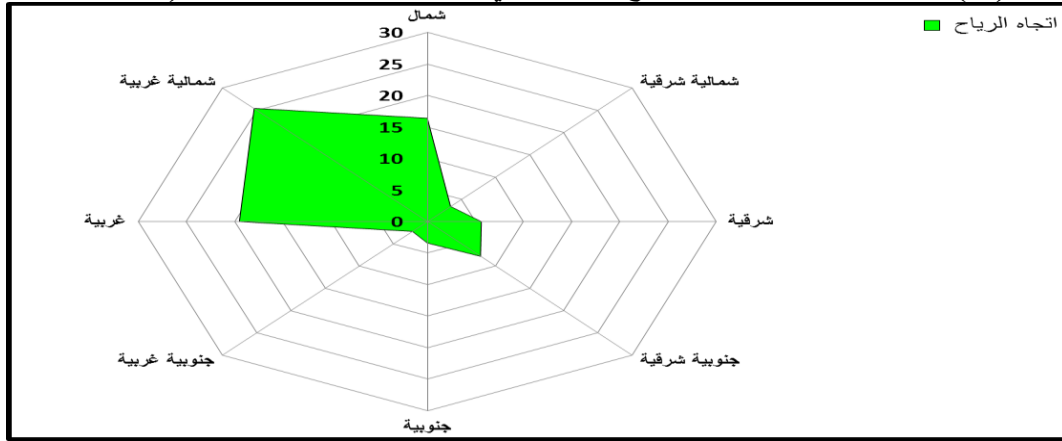 اتجاه الرياح
شمال
30
25
20
15
10
5
0
شمالية شرقية
شرقية
جنوبية شرقية
جنوبية
جنوبية غربية
غربية
شمالية غربية